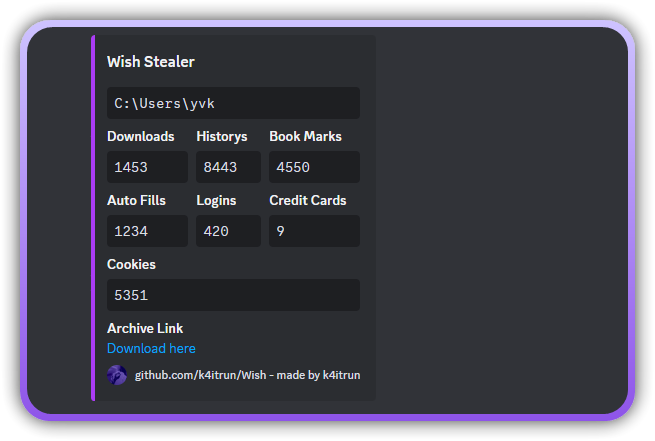 Wish Stealer
C:\Users\yvk
Downloads Historys Book Marks
1453 8443 4550
Auto Fills Logins Credit Cards
1234 420 9
Cookies
5351
Archive Link
Download here
github.com/k4itrun/Wish - made by k4itrun